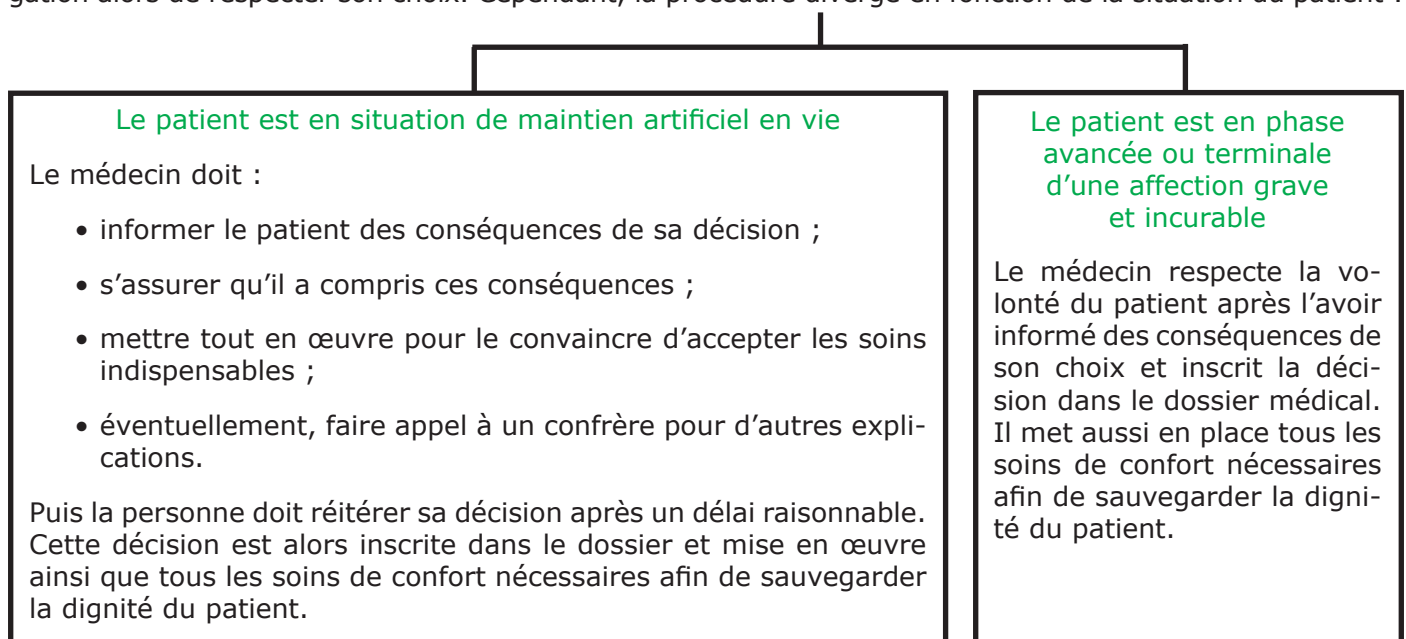 gation alors de respecter son choix. Cependant, la procédure diverge en fonction de la situation du patient :
Le patient est en situation de maintien artificiel en vie
Le médecin doit :
• informer le patient des conséquences de sa décision ;
• s’assurer qu’il a compris ces conséquences ;
• mettre tout en œuvre pour le convaincre d’accepter les soins
indispensables ;
• éventuellement, faire appel à un confrère pour d’autres expli-
cations.
Puis la personne doit réitérer sa décision après un délai raisonnable.
Cette décision est alors inscrite dans le dossier et mise en œuvre
ainsi que tous les soins de confort nécessaires afin de sauvegarder
la dignité du patient.
Le patient est en phase
avancée ou terminale
d’une affection grave
et incurable
Le médecin respecte la vo-
lonté du patient après l’avoir
informé des conséquences de
son choix et inscrit la déci-
sion dans le dossier médical.
Il met aussi en place tous les
soins de confort nécessaires
afin de sauvegarder la digni-
té du patient.